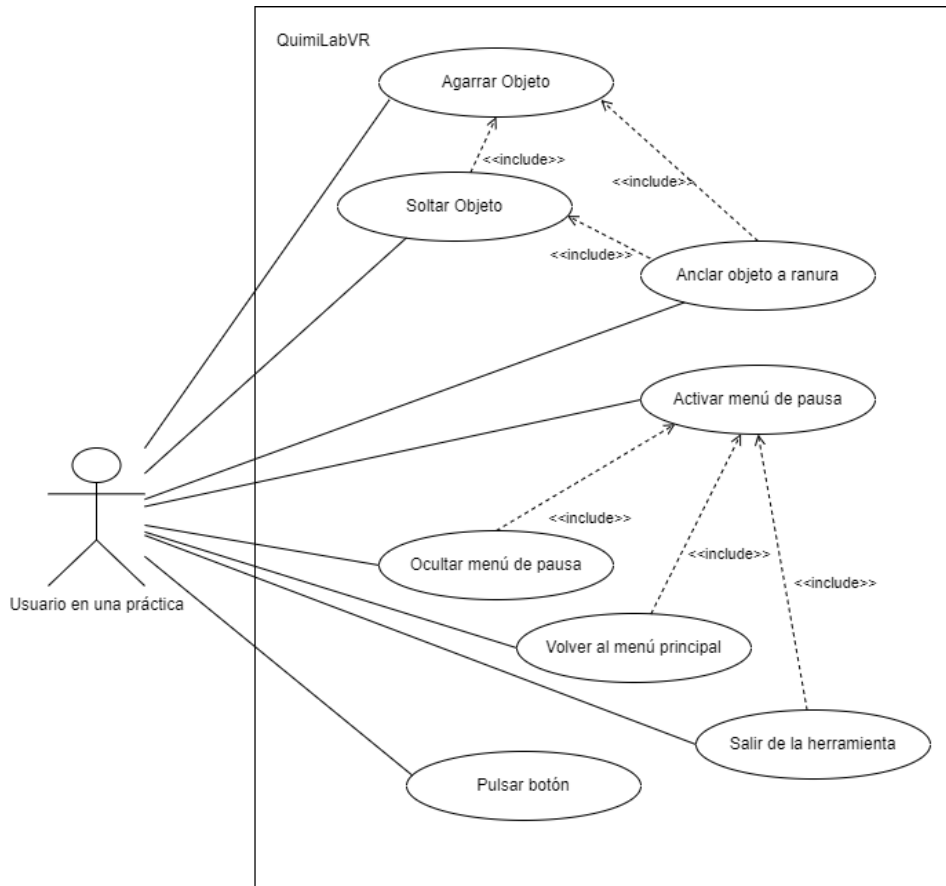 QuimiLabVR
Agarrar Objeto
<<include>>
<<include>>
Soltar Objeto
<<include>>
Anclar objeto a ranura
Activar menú de pausa
<<include>>
<<include>>
Ocultar menú de pausa
<<include>>
Usuario en una práctica
Volver al menú principal
Salir de la herramienta
Pulsar botón